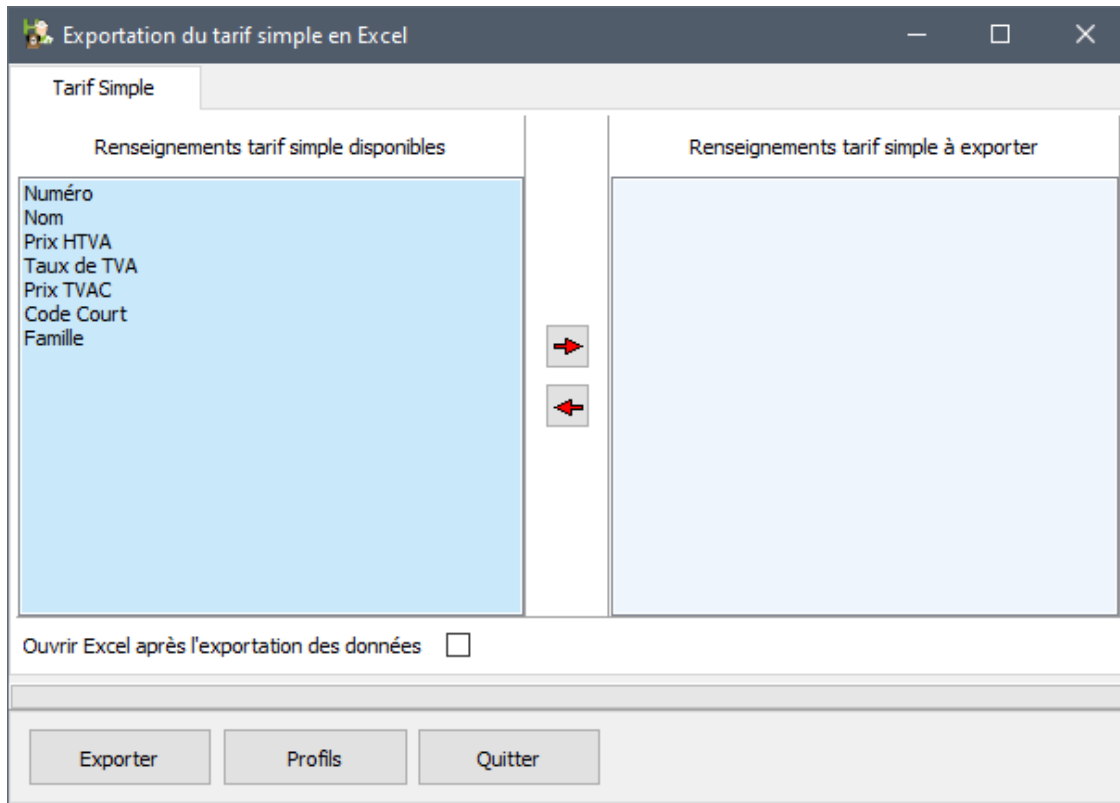 Exportation du tarif simple en Excel
Tarif Simple
Renseignements tarif simple disponibles
Renseignements tarif simple à exporter
Numéro
Nom
Prix HTVA
Taux de TVA
Prix TVAC
Code Court
Famille
Ouvrir Excel après l'exportation des données
Exporter
Profils
Quitter